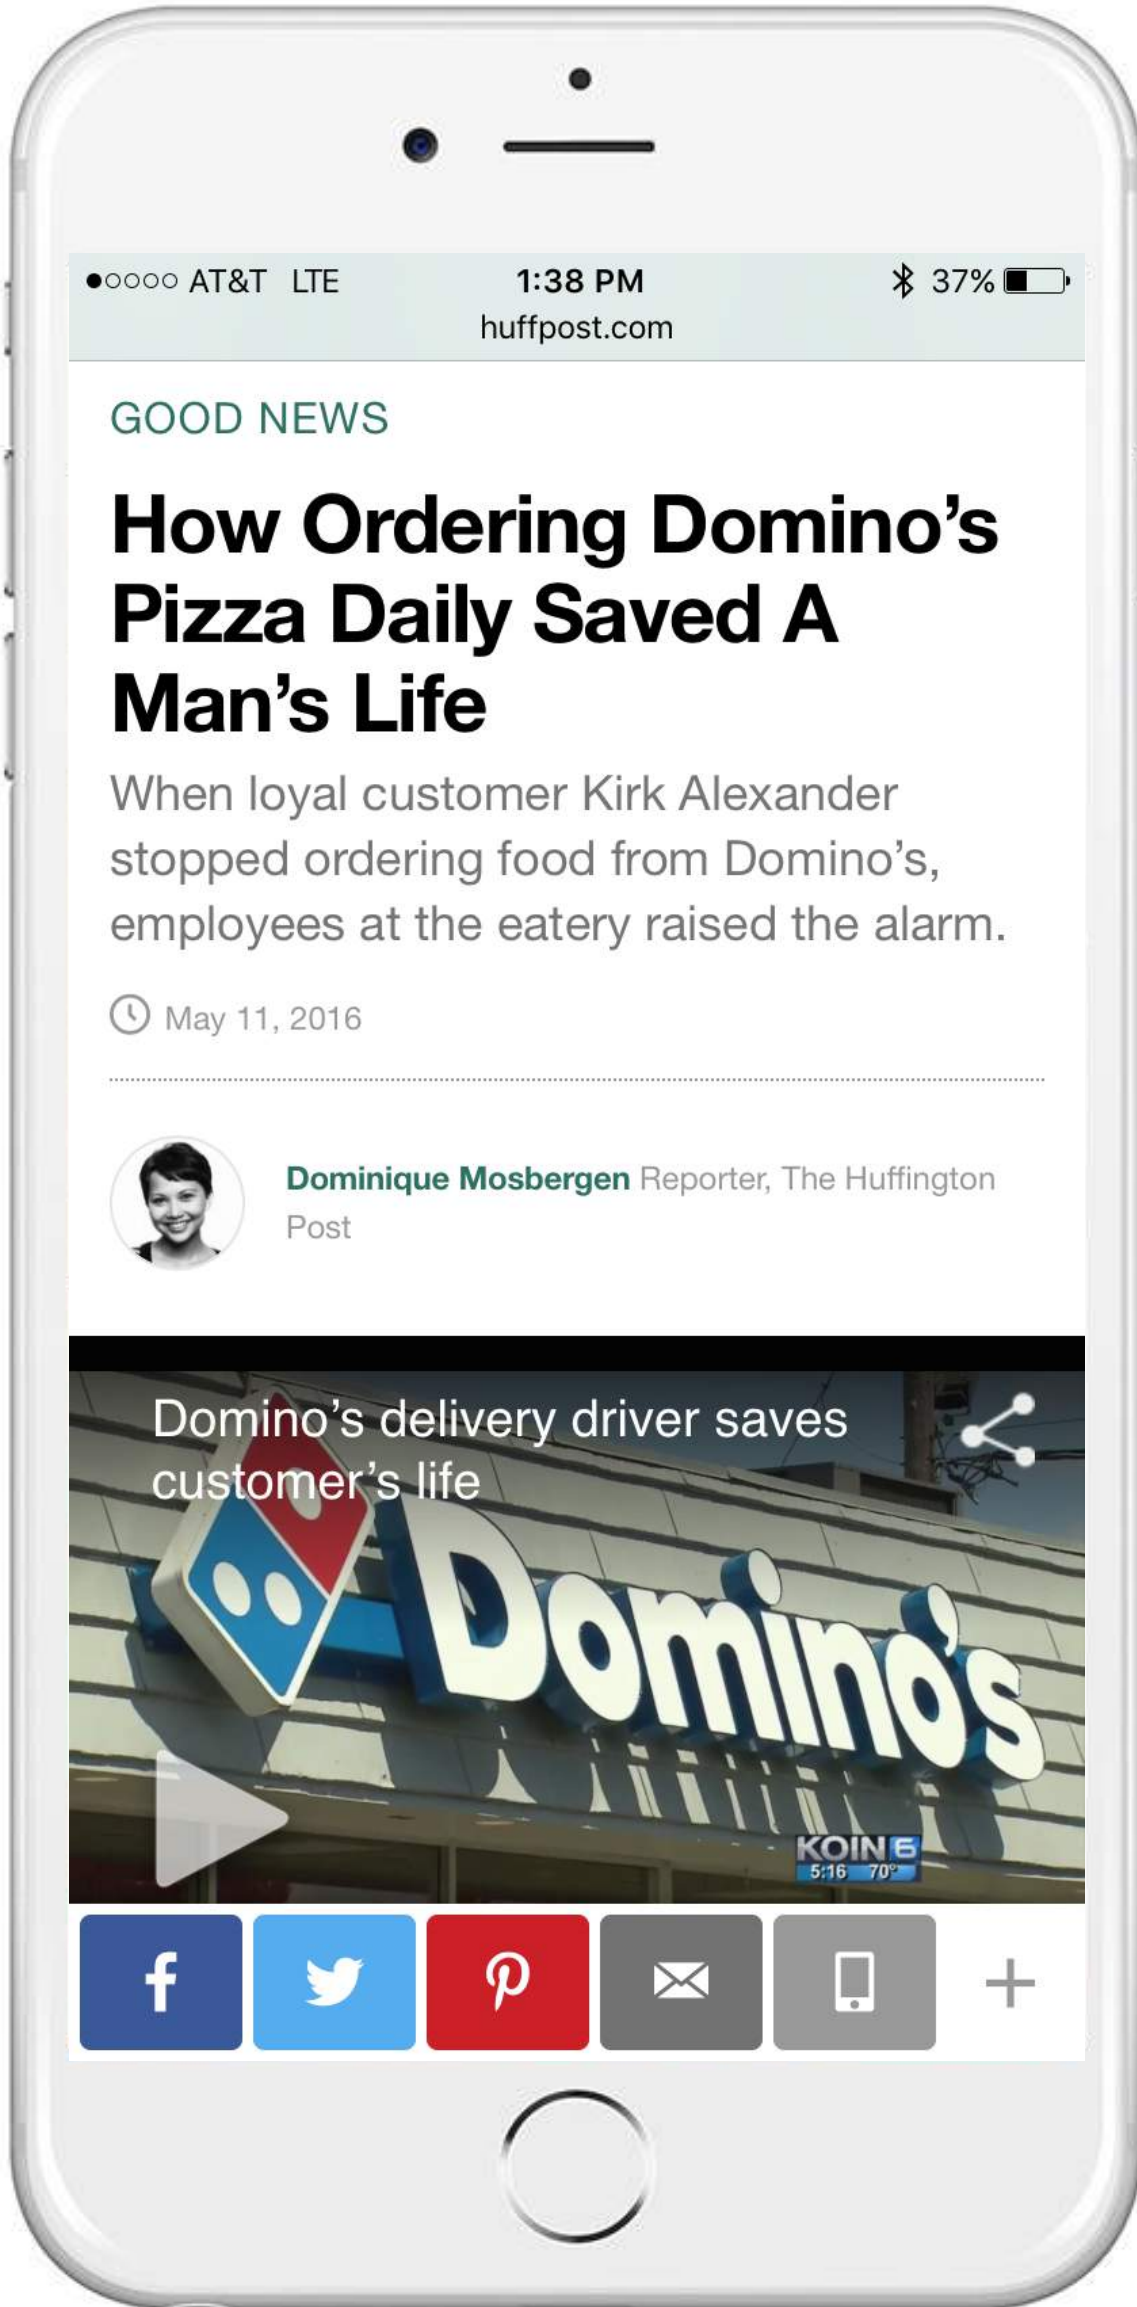 AT&T LTE 1:38 PM 37%
huffpost.com
GOOD NEWS
How Ordering Domino’s
Pizza Daily Saved A
Man’s Life
When loyal customer Kirk Alexander
stopped ordering food from Domino’s,
employees at the eatery raised the alarm.
May 11, 2016
Dominique Mosbergen Reporter, The Huffington
Post
Domino’s delivery driver saves
customer’s life
Domino's
KOIN 6
5:16 70°